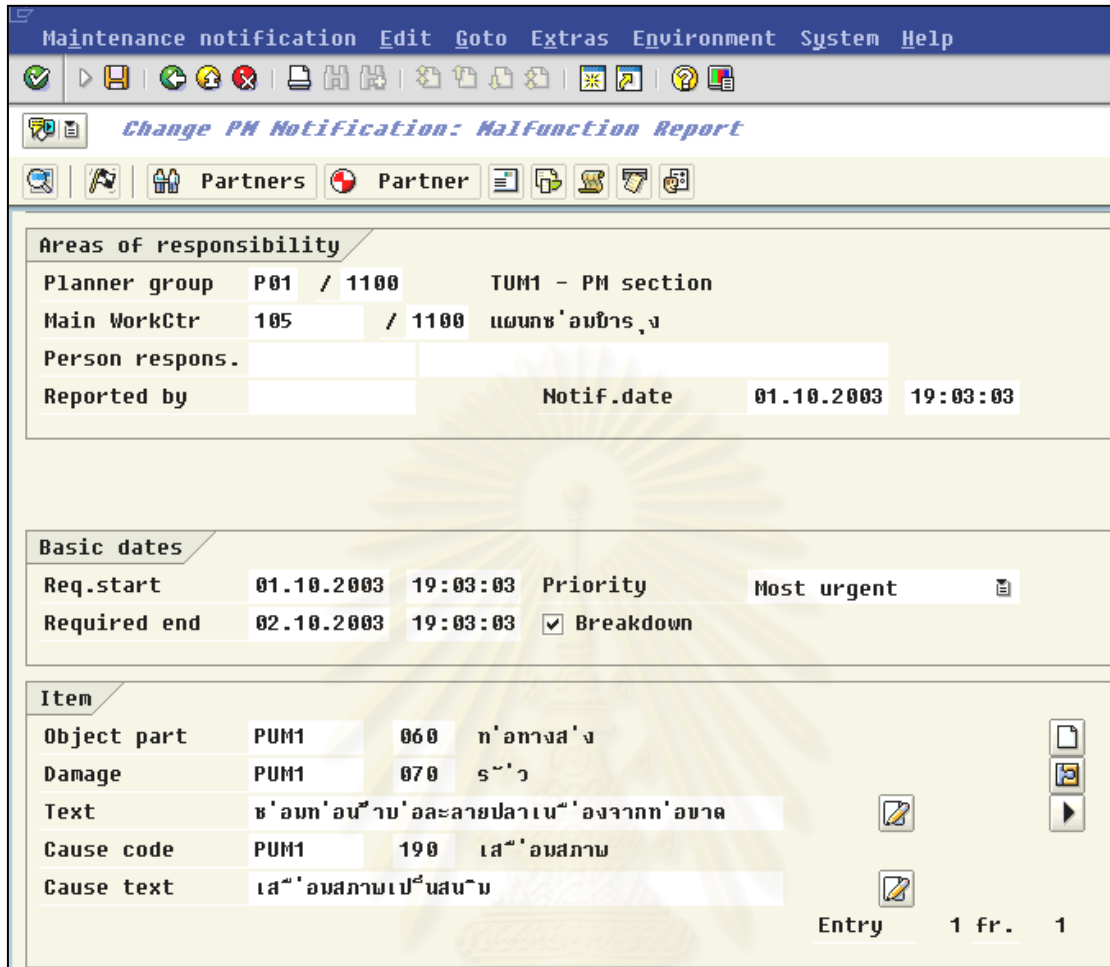 Maintenance notification Edit Goto Extras Environment System Help
Change PM Notification: Malfunction Report
Partners Partner
Areas of responsibility
Planner group P01 / 1100 TUM1 - PM section
Main WorkCtr 105 / 1100 แผนกซ่อมบำรุง
Person respons.
Reported by Notif.date 01.10.2003 19:03:03
Basic dates
Req.start 01.10.2003 19:03:03 Priority Most urgent
Required end 02.10.2003 19:03:03 Breakdown
Item
Object part PUM1 060 ท่อทางส่ง
Damage PUM1 070 รั่ว
Text ซ่อมท่อน้ำบ่อละลายปลาเนื่องจากท่อขาด
Cause code PUM1 190 เสื่อมสภาพ
Cause text เสื่อมสภาพเป็นสนิม
Entry 1 fr. 1